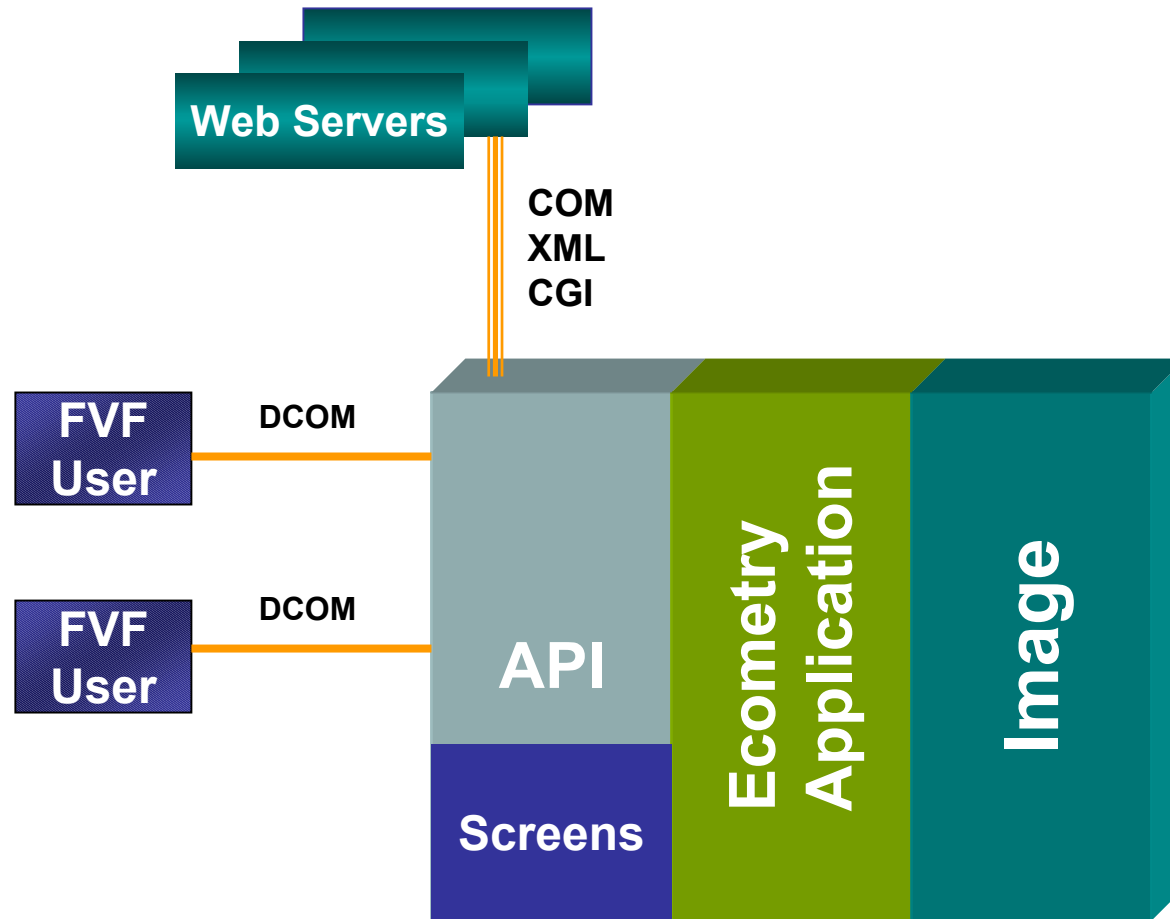 Web Servers
COM
XML
CGI
FVF
User
DCOM
FVF
User
DCOM
API
Screens
Ecometry
Application
Image